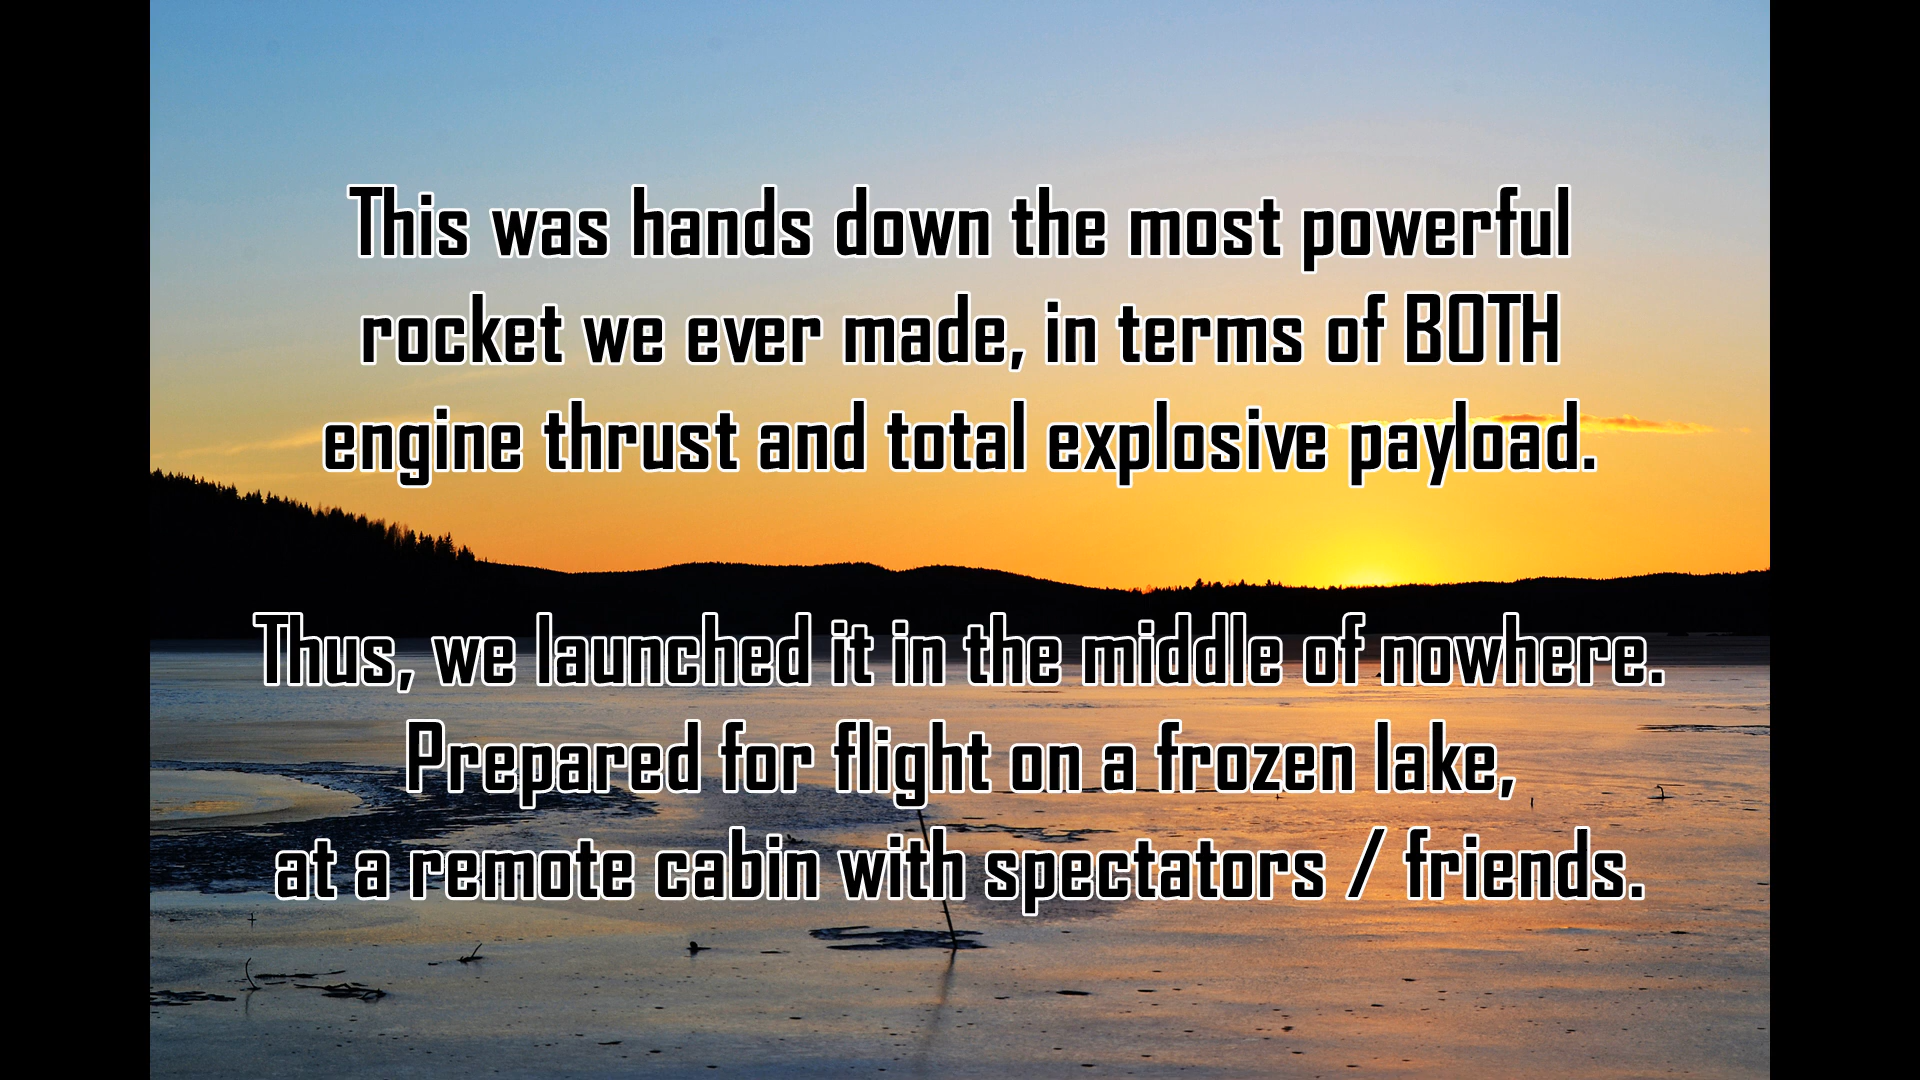 This was hands down the most powerful
rocket we ever made, in terms of BOTH
engine thrust and total explosive payload.
Thus, we launched it in the middle of nowhere.
Prepared for flight on a frozen lake,
at a remote cabin with spectators / friends.